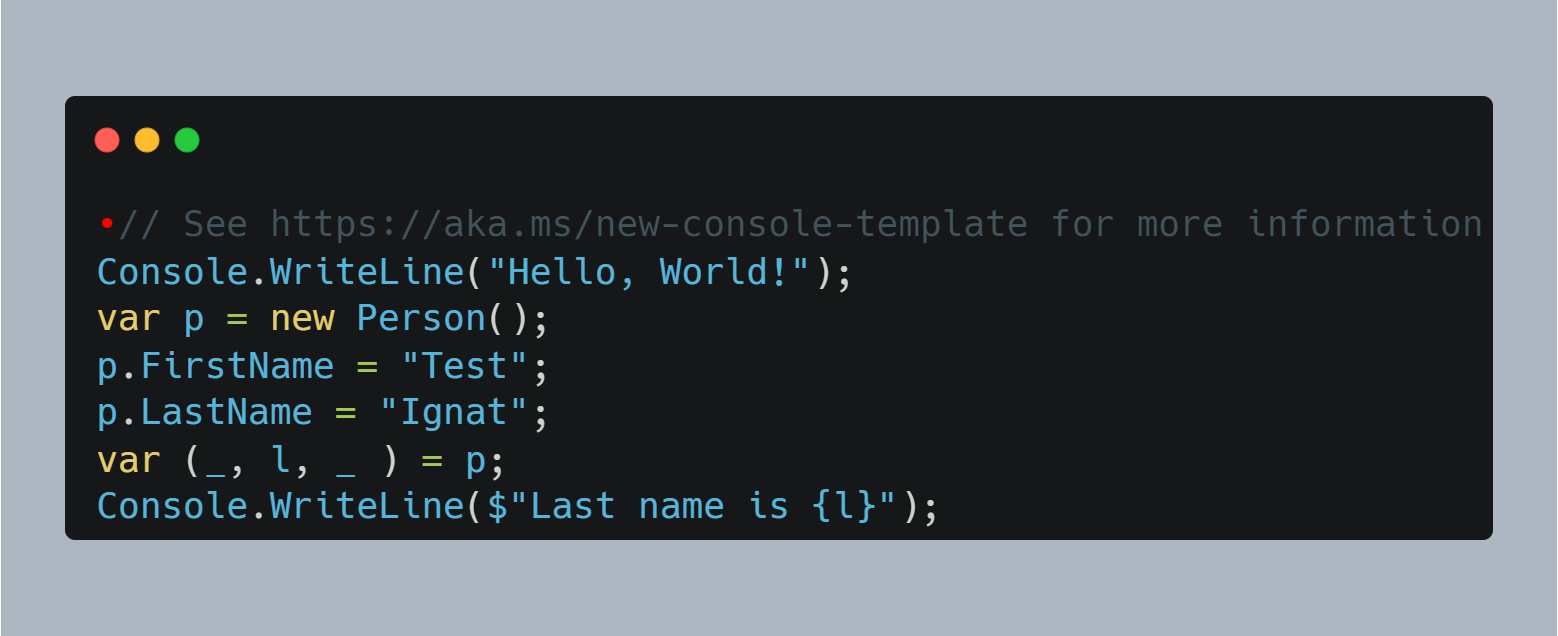 •// See https://aka.ms/new-console-template for more information
Console.WriteLine("Hello, World!");
var p = new Person();
p.FirstName = "Test";
p.LastName = "Ignat";
var (_, l, _ ) = p;
Console.WriteLine($"Last name is {l}");